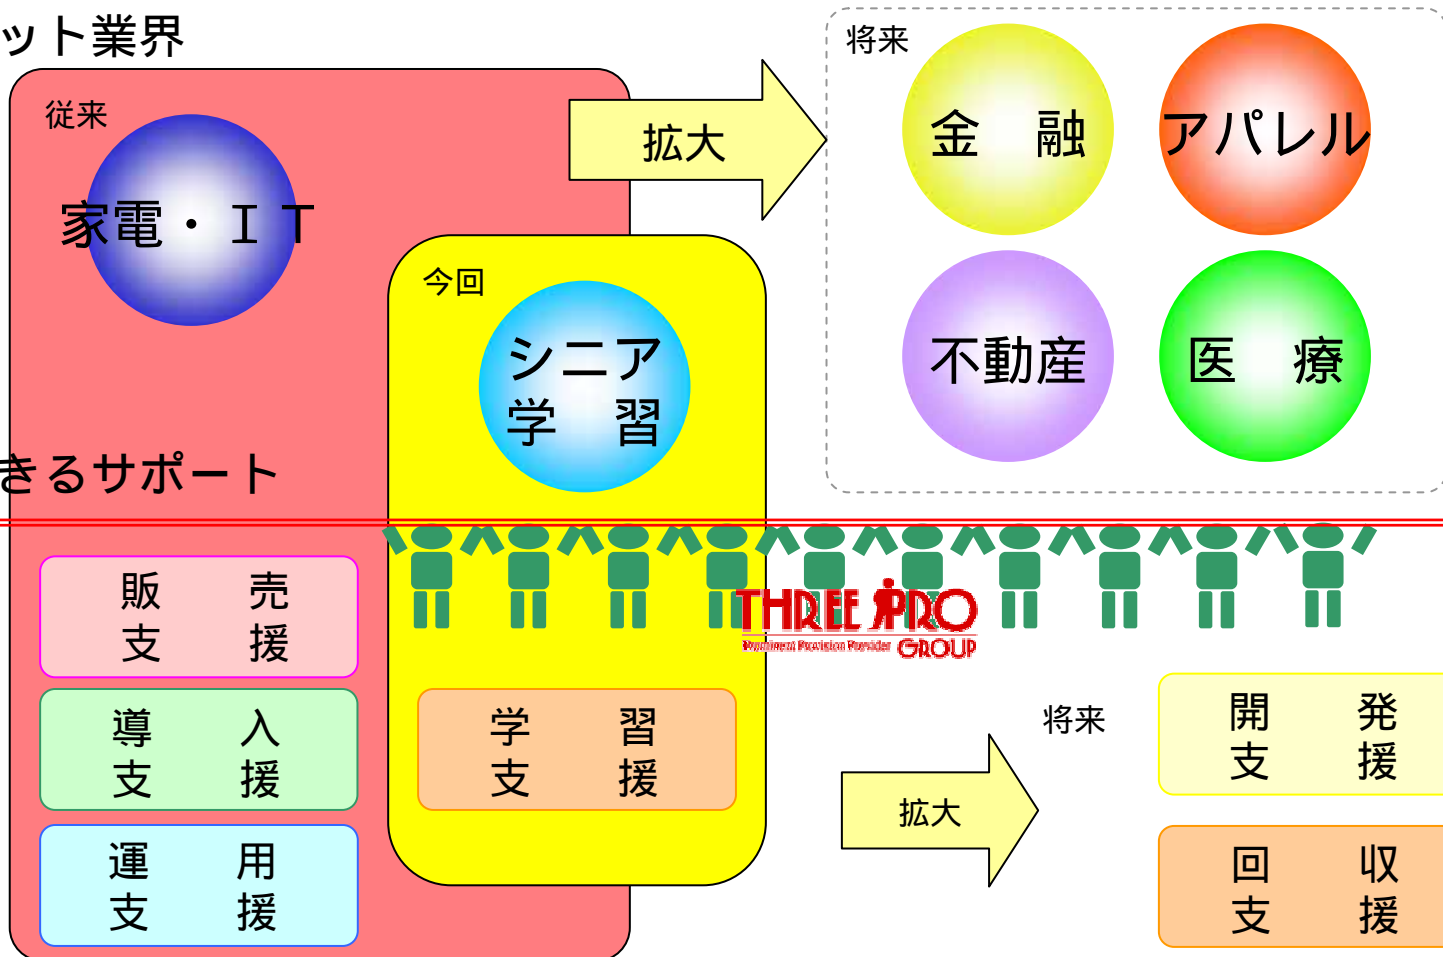 ット業界
従来
家電・ＩＴ
拡大
将来
金　融
アパレル
不動産
医　療
今回
シニア
学　習
きるサポート
販　売
支　援
導　入
支　援
運　用
支　援
学　習
支　援
THREE PRO
Prominent Provision Provider
GROUP
拡大
将来
開　発
支　援
回　収
支　援